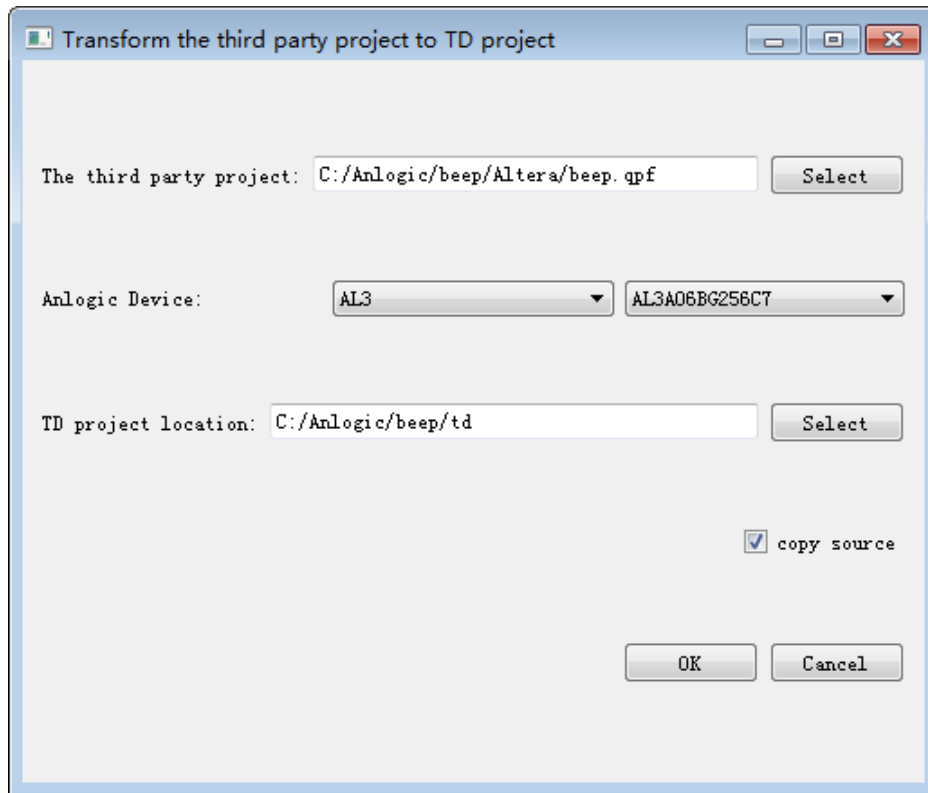 Transform the third party project to TD project
The third party project: C:/Anlogic/beep/Altera/beep.qpf Select
Anlogic Device: AL3 AL3A06BG256C7
TD project location: C:/Anlogic/beep/td Select
copy source
OK Cancel